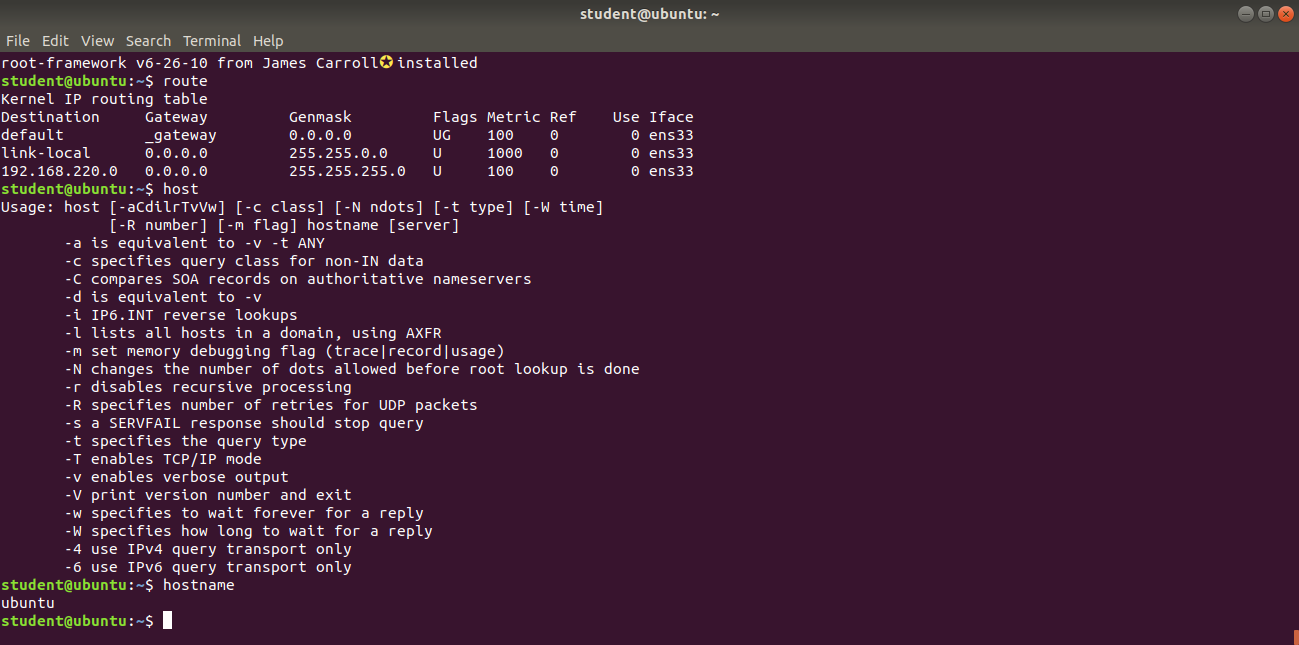 student@ubuntu: ~
File Edit View Search Terminal Help
root-framework v6-26-10 from James Carroll✪installed
student@ubuntu:~$ route
Kernel IP routing table
Destination     Gateway         Genmask         Flags Metric Ref    Use Iface
default         _gateway        0.0.0.0         UG    100    0        0 ens33
link-local      0.0.0.0         255.255.0.0     U     1000   0        0 ens33
192.168.220.0   0.0.0.0         255.255.255.0   U     100    0        0 ens33
student@ubuntu:~$ host
Usage: host [-aCdilrTvVw] [-c class] [-N ndots] [-t type] [-W time]
            [-R number] [-m flag] hostname [server]
       -a is equivalent to -v -t ANY
       -c specifies query class for non-IN data
       -C compares SOA records on authoritative nameservers
       -d is equivalent to -v
       -i IP6.INT reverse lookups
       -l lists all hosts in a domain, using AXFR
       -m set memory debugging flag (trace|record|usage)
       -N changes the number of dots allowed before root lookup is done
       -r disables recursive processing
       -R specifies number of retries for UDP packets
       -s a SERVFAIL response should stop query
       -t specifies the query type
       -T enables TCP/IP mode
       -v enables verbose output
       -V print version number and exit
       -w specifies to wait forever for a reply
       -W specifies how long to wait for a reply
       -4 use IPv4 query transport only
       -6 use IPv6 query transport only
student@ubuntu:~$ hostname
ubuntu
student@ubuntu:~$